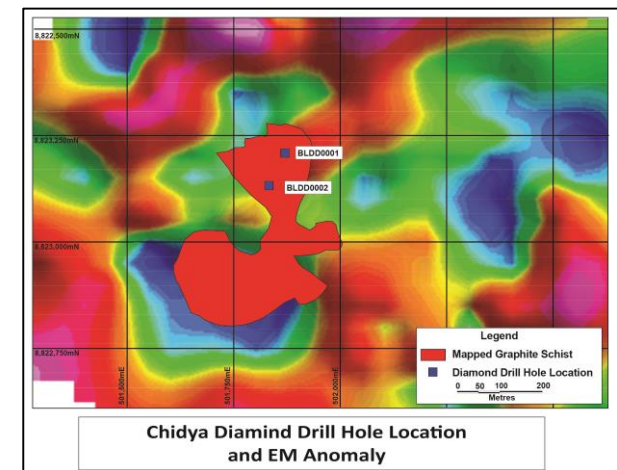 8,822,500mN
8,823,250mN
BLDD0001
BLDD0002
8,823,000mN
8,822,750mN
501,500mE
501,750mE
502,000mE
Legend
Mapped Graphite Schist
Diamond Drill Hole Location
0 50 100 200
Metres
Chidya Diamind Drill Hole Location
and EM Anomaly